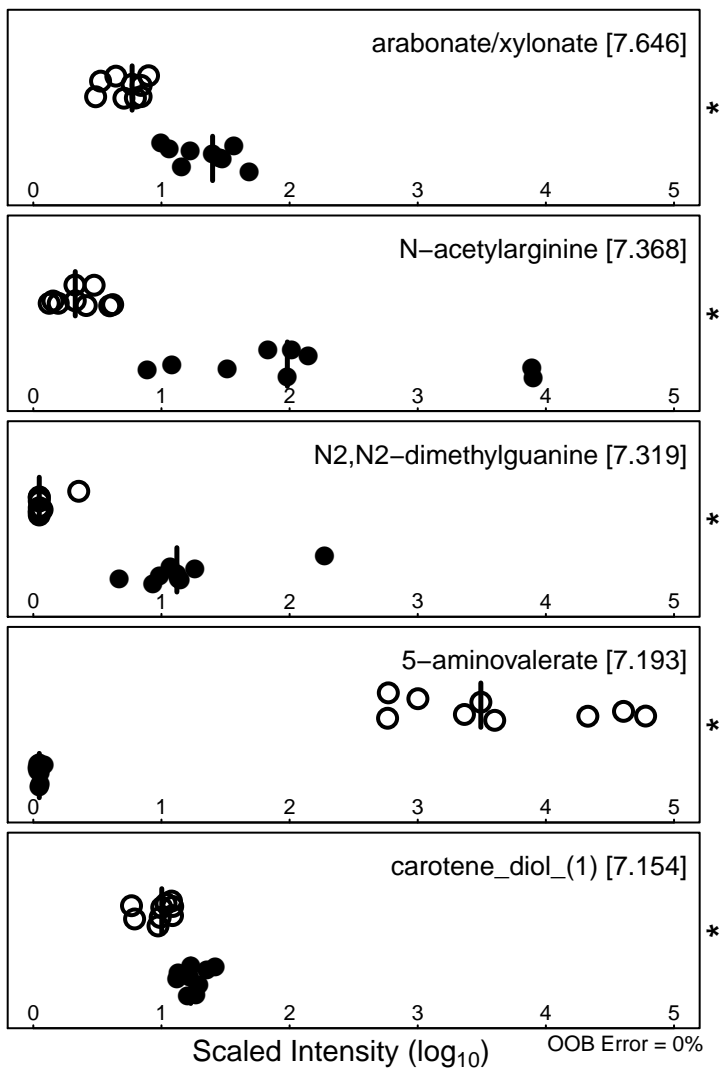 arabonate/xylonate [7.646]
*
0 1 2 3 4 5
N−acetylarginine [7.368]
*
0 1 2 3 4 5
N2,N2−dimethylguanine [7.319]
*
0 1 2 3 4 5
5−aminovalerate [7.193]
*
0 1 2 3 4 5
carotene_diol_(1) [7.154]
*
0 1 2 3 4 5
Scaled Intensity (log10) OOB Error = 0%